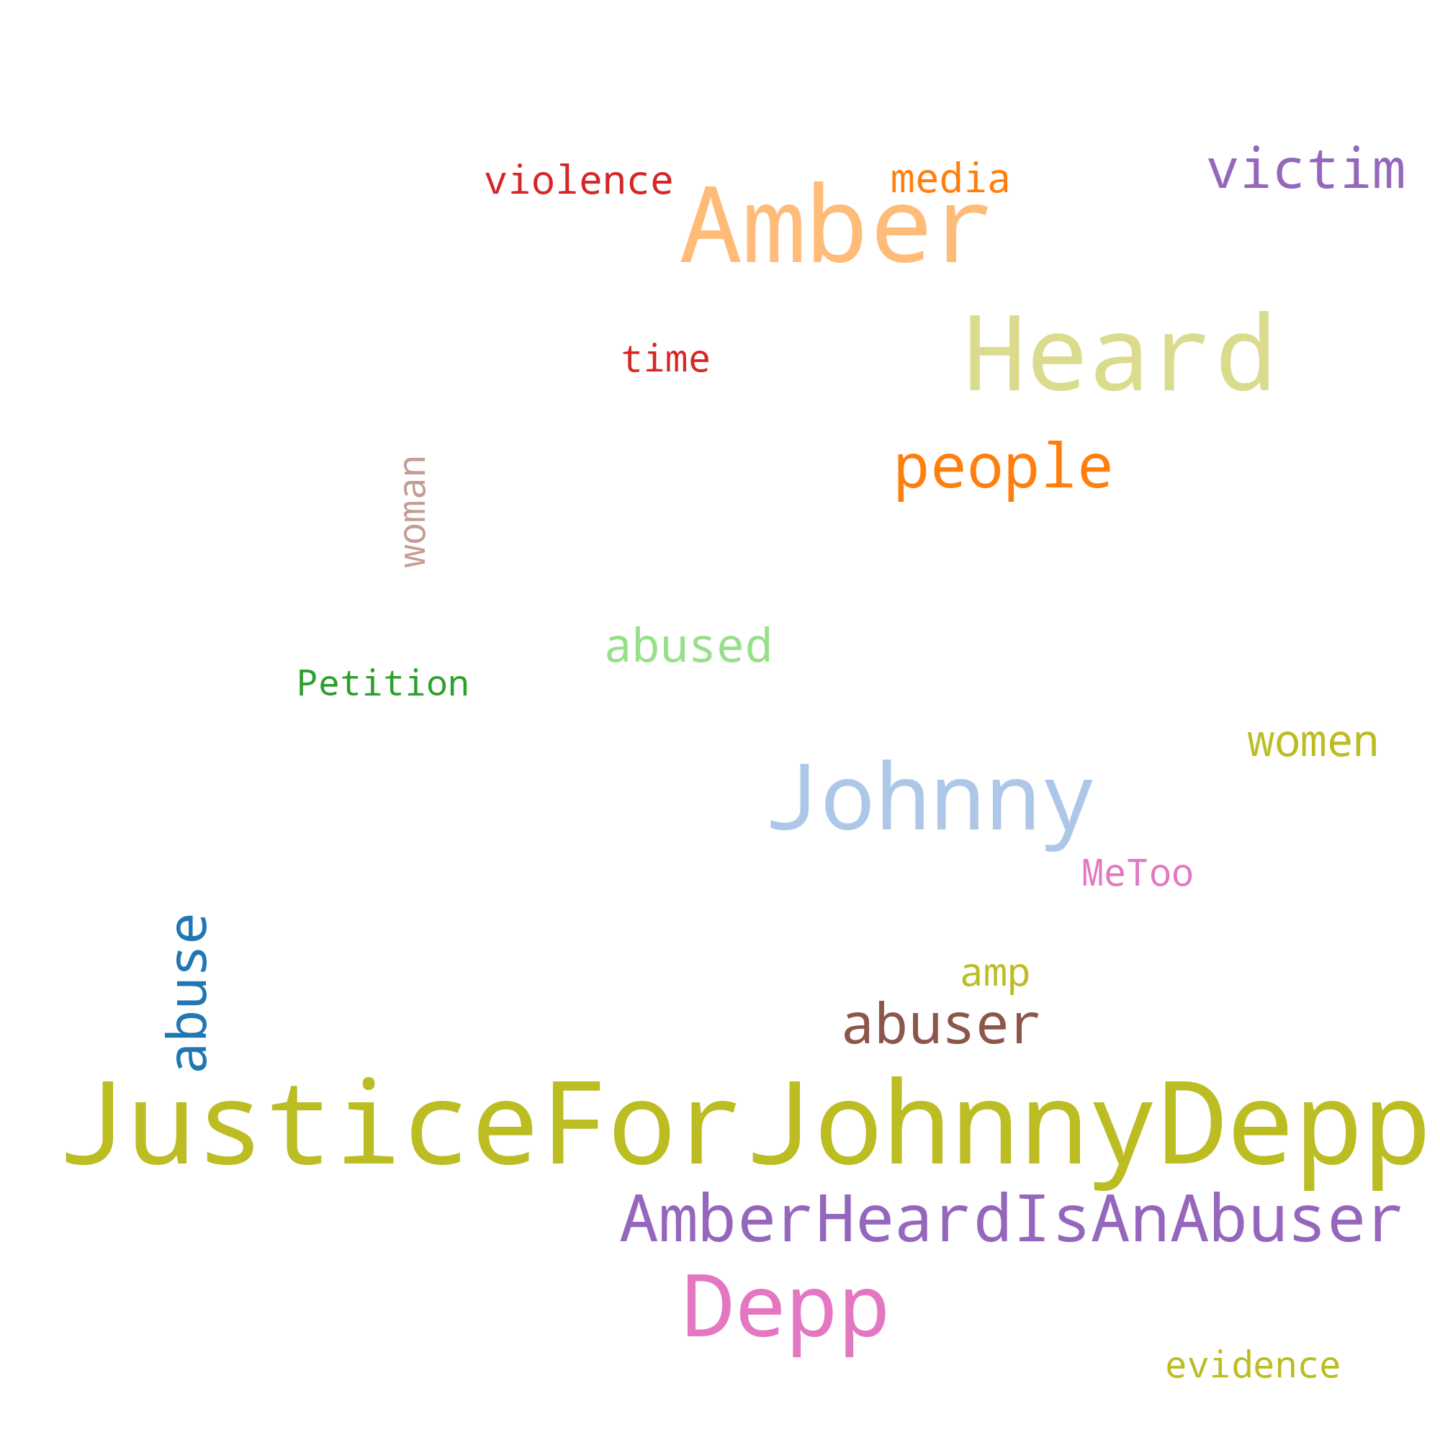 victim
violence
media
Amber
Heard
time
people
woman
abused
Petition
women
Johnny
MeToo
abuse
amp
abuser
JusticeForJohnnyDepp
AmberHeardIsAnAbuser
Depp
evidence